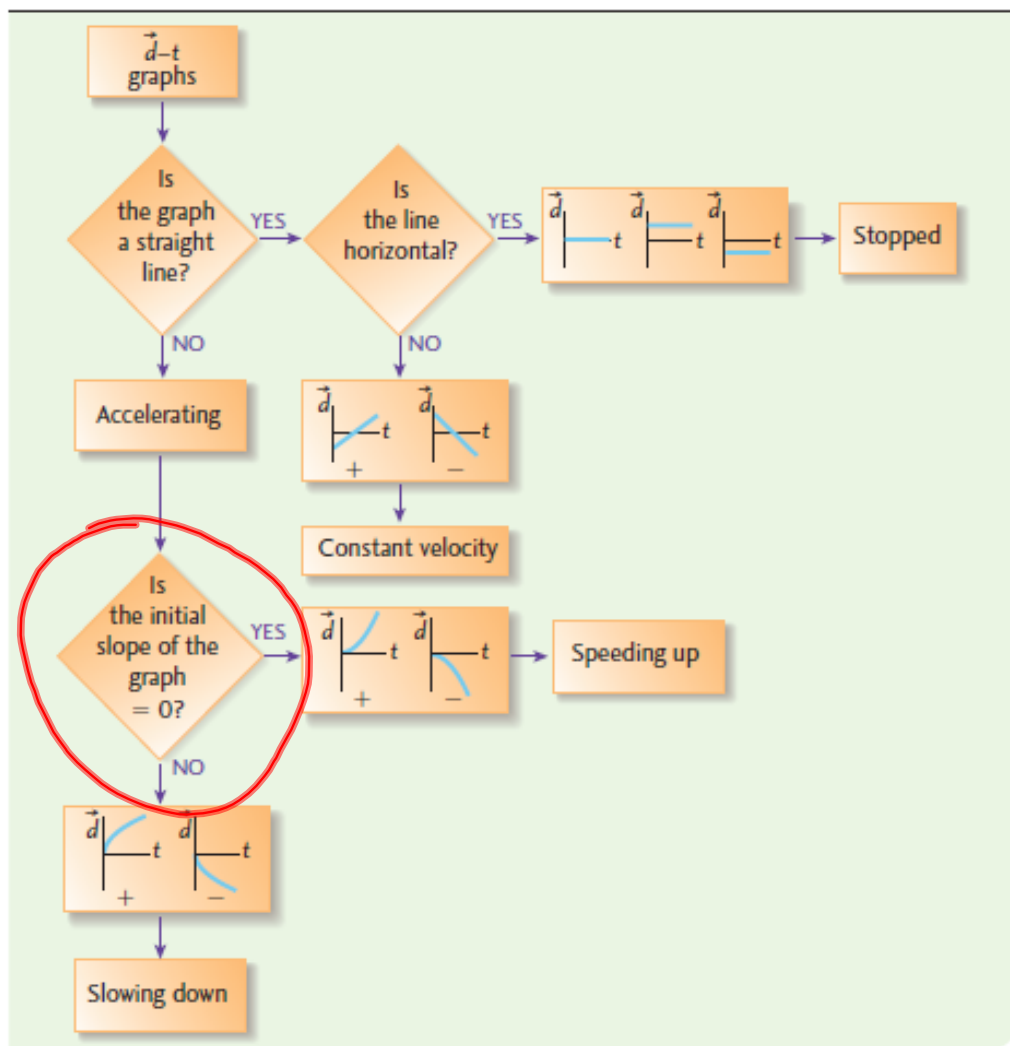 d⃗–t
graphs
Is
the graph
a straight
line?
YES
Is
the line
horizontal?
YES
d⃗
t
d⃗
t
d⃗
t
Stopped
NO
NO
Accelerating
d⃗
t
+
d⃗
t
−
Constant velocity
Is
the initial
slope of the
graph
= 0?
YES
d⃗
t
+
d⃗
t
−
Speeding up
NO
d⃗
t
+
d⃗
t
−
Slowing down